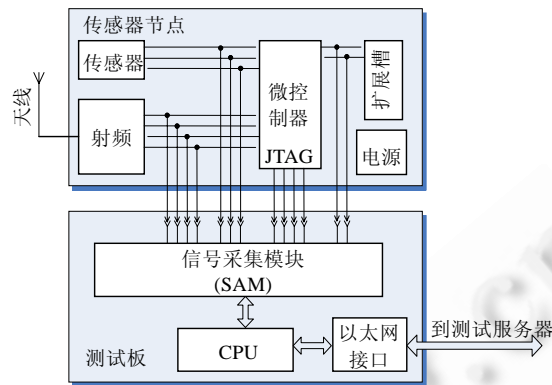 传感器节点
传感器
微控
制器
JTAG
扩展槽
天线
射频
电源
信号采集模块
(SAM)
CPU
以太网
接口
到测试服务器
测试板